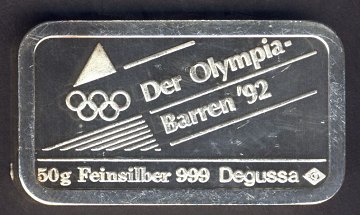 Der Olympia-
Barren '92
50g Feinsilber 999 Degussa